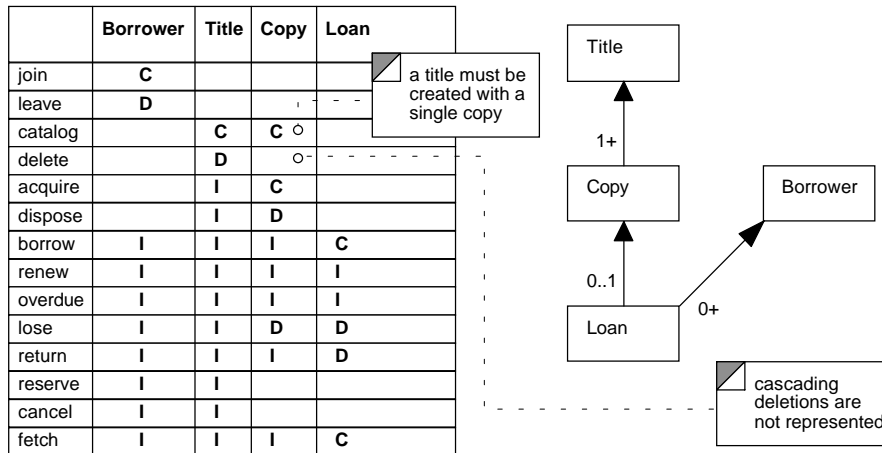 Borrower Title Copy Loan
join C
leave D
catalog C C
delete D
acquire I C
dispose I D
borrow I I I C
renew I I I I
overdue I I I I
lose I I D D
return I I I D
reserve I I
cancel I I
fetch I I I C
a title must be
created with a
single copy
Title
1+
Copy
Borrower
0..1
0+
Loan
cascading
deletions are
not represented